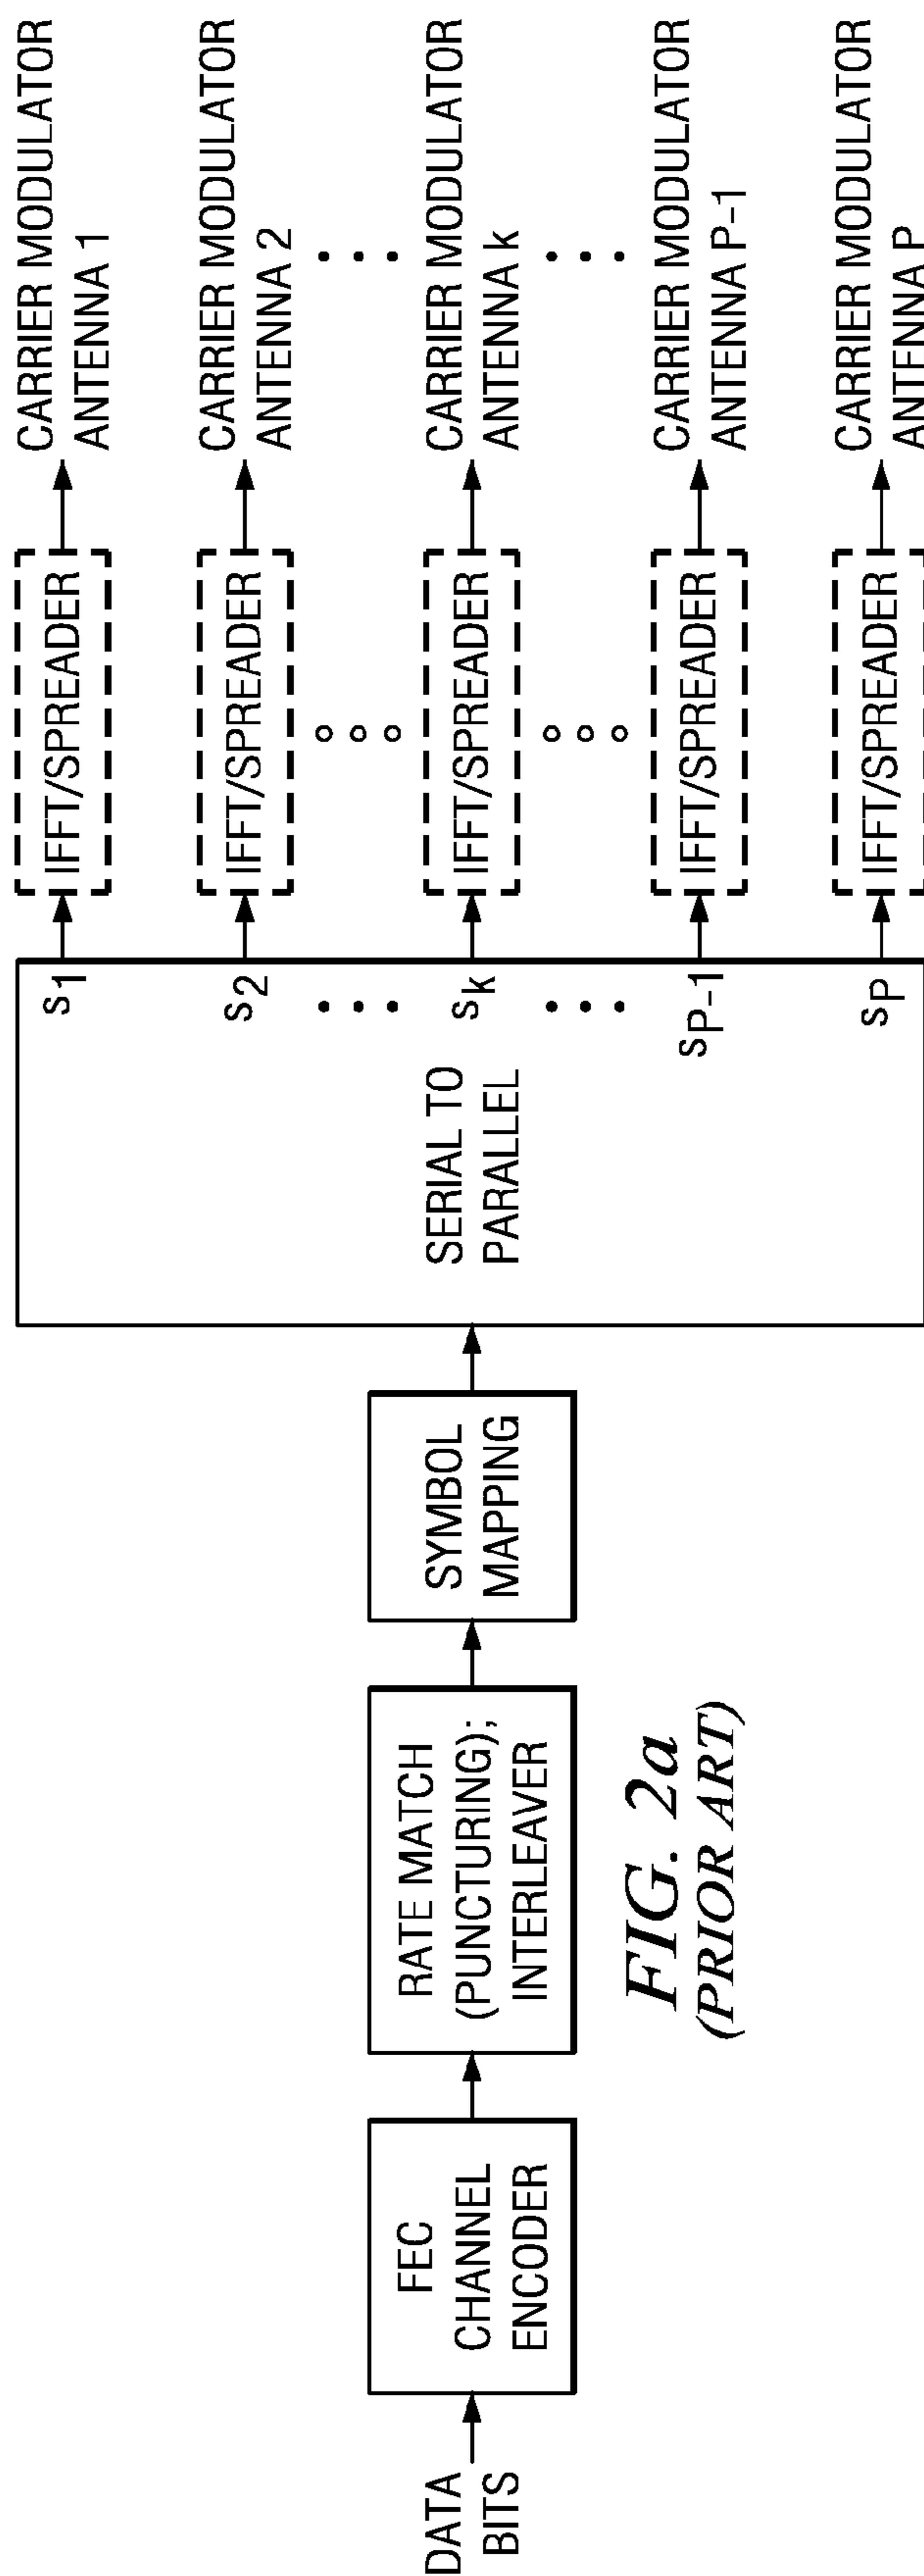 DATA
BITS
FEC
CHANNEL
ENCODER
RATE MATCH
(PUNCTURING);
INTERLEAVER
SYMBOL
MAPPING
SERIAL TO
PARALLEL
s1
s2
sk
sP-1
sP
IFFT/SPREADER
IFFT/SPREADER
IFFT/SPREADER
IFFT/SPREADER
IFFT/SPREADER
CARRIER MODULATOR
ANTENNA 1
CARRIER MODULATOR
ANTENNA 2
CARRIER MODULATOR
ANTENNA k
CARRIER MODULATOR
ANTENNA P-1
CARRIER MODULATOR
ANTENNA P
FIG. 2a
(PRIOR ART)